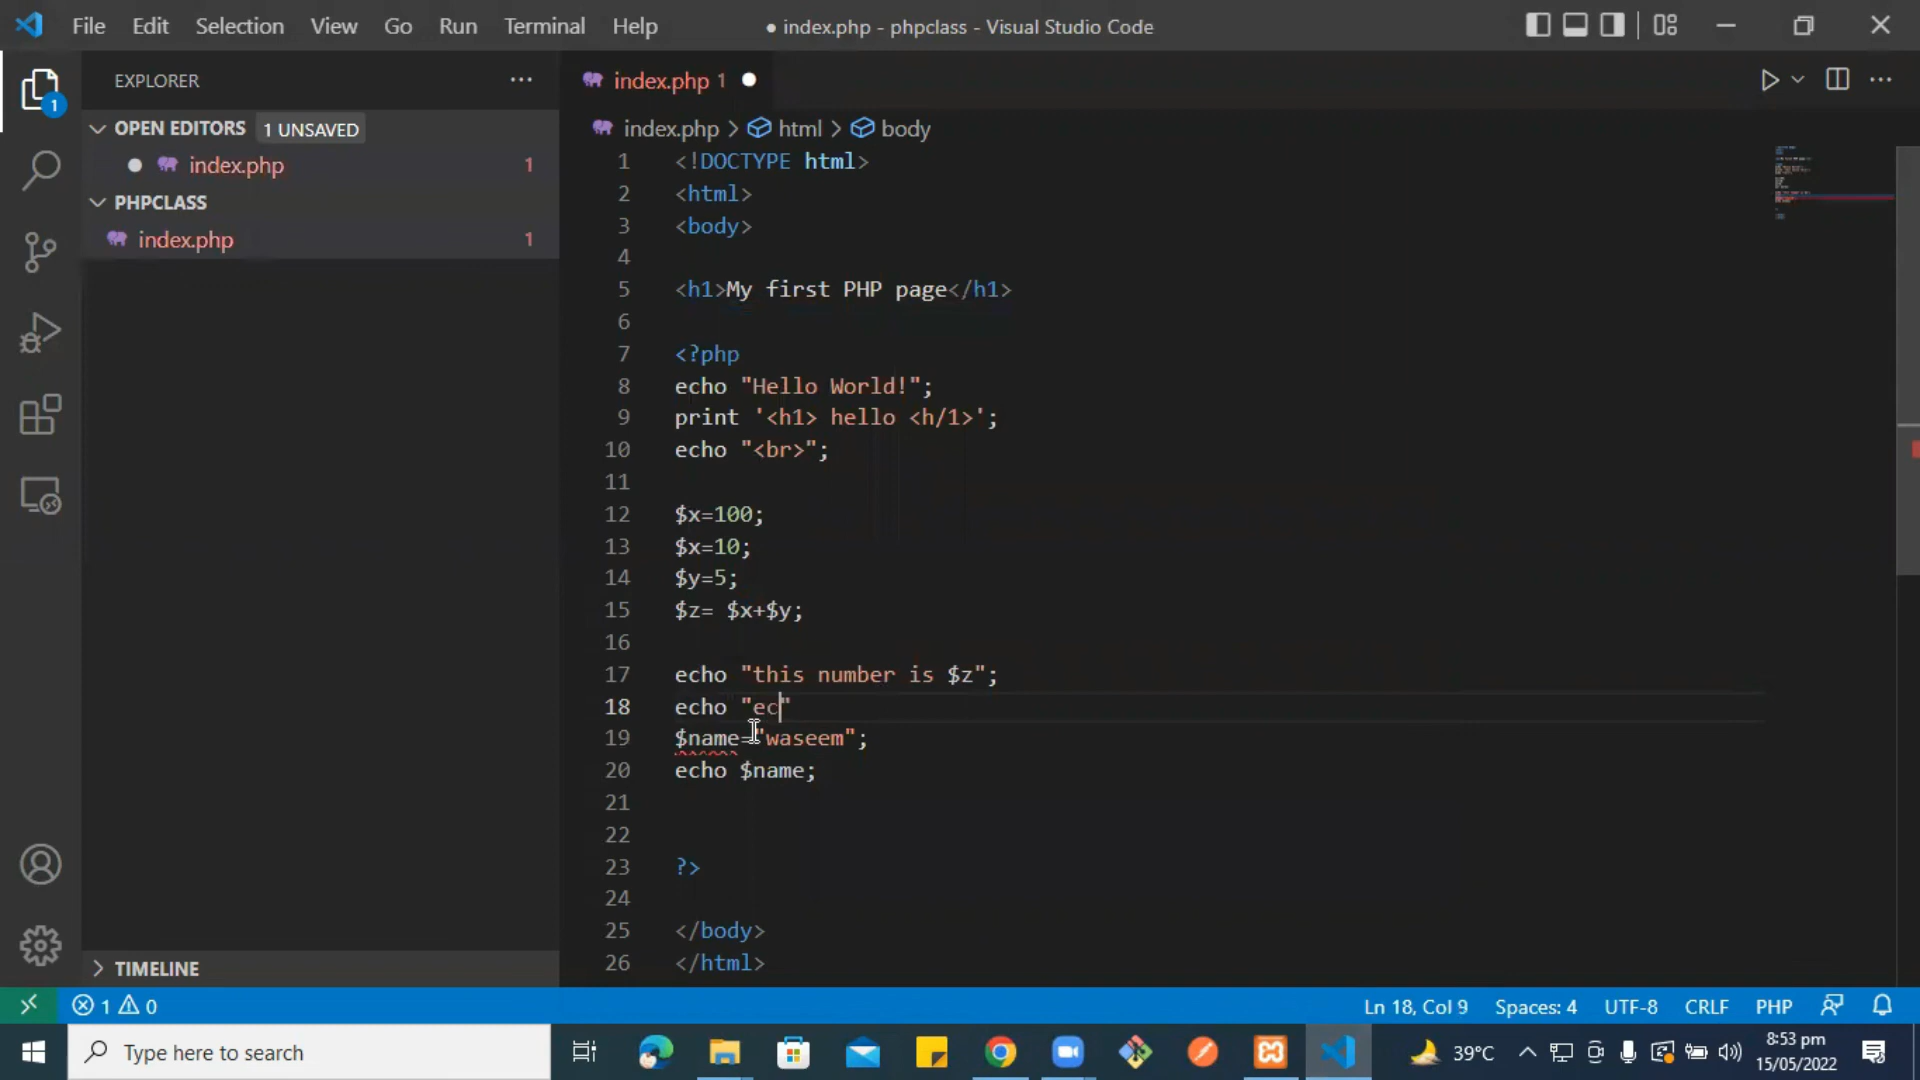 File Edit Selection View Go Run Terminal Help
● index.php - phpclass - Visual Studio Code
1
EXPLORER
OPEN EDITORS 1 UNSAVED
index.php 1
PHPCLASS
index.php 1
TIMELINE
index.php 1
index.php > html > body
1 <!DOCTYPE html>
2 <html>
3 <body>
4
5 <h1>My first PHP page</h1>
6
7 <?php
8 echo "Hello World!";
9 print '<h1> hello <h/1>';
10 echo "<br>";
11
12 $x=100;
13 $x=10;
14 $y=5;
15 $z= $x+$y;
16
17 echo "this number is $z";
18 echo "ec"
19 $name="waseem";
20 echo $name;
21
22
23 ?>
24
25 </body>
26 </html>
1 0 Ln 18, Col 9 Spaces: 4 UTF-8 CRLF PHP
Type here to search
39°C
8:53 pm
15/05/2022